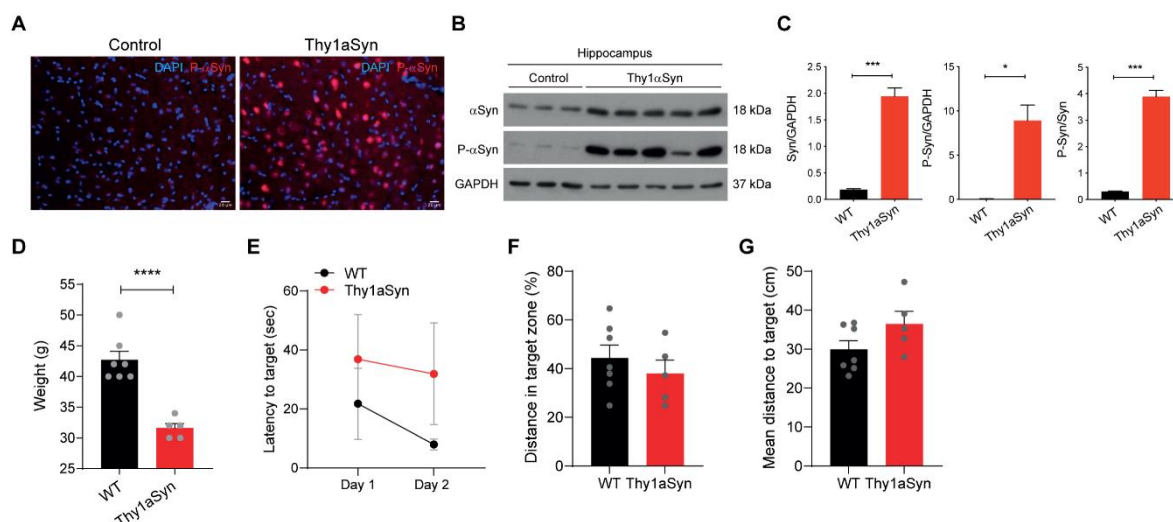 A
Control
Thy1aSyn
DAPI P-αSyn
DAPI P-αSyn
20 μm
20 μm
B
Hippocampus
Control
Thy1αSyn
αSyn
18 kDa
P-αSyn
18 kDa
GAPDH
37 kDa
C
***
Syn/GAPDH
2.5
2.0
1.5
1.0
0.5
0.0
WT
Thy1aSyn
*
P-Syn/GAPDH
15
10
5
0
WT
Thy1aSyn
***
P-Syn/Syn
5
4
3
2
1
0
WT
Thy1aSyn
D
****
Weight (g)
50
45
40
35
30
25
WT
Thy1aSyn
E
WT
Thy1aSyn
Latency to target (sec)
60
40
20
0
Day 1
Day 2
F
Distance in target zone (%)
80
60
40
20
0
WT Thy1aSyn
G
Mean distance to target (cm)
50
40
30
20
10
0
WT Thy1aSyn